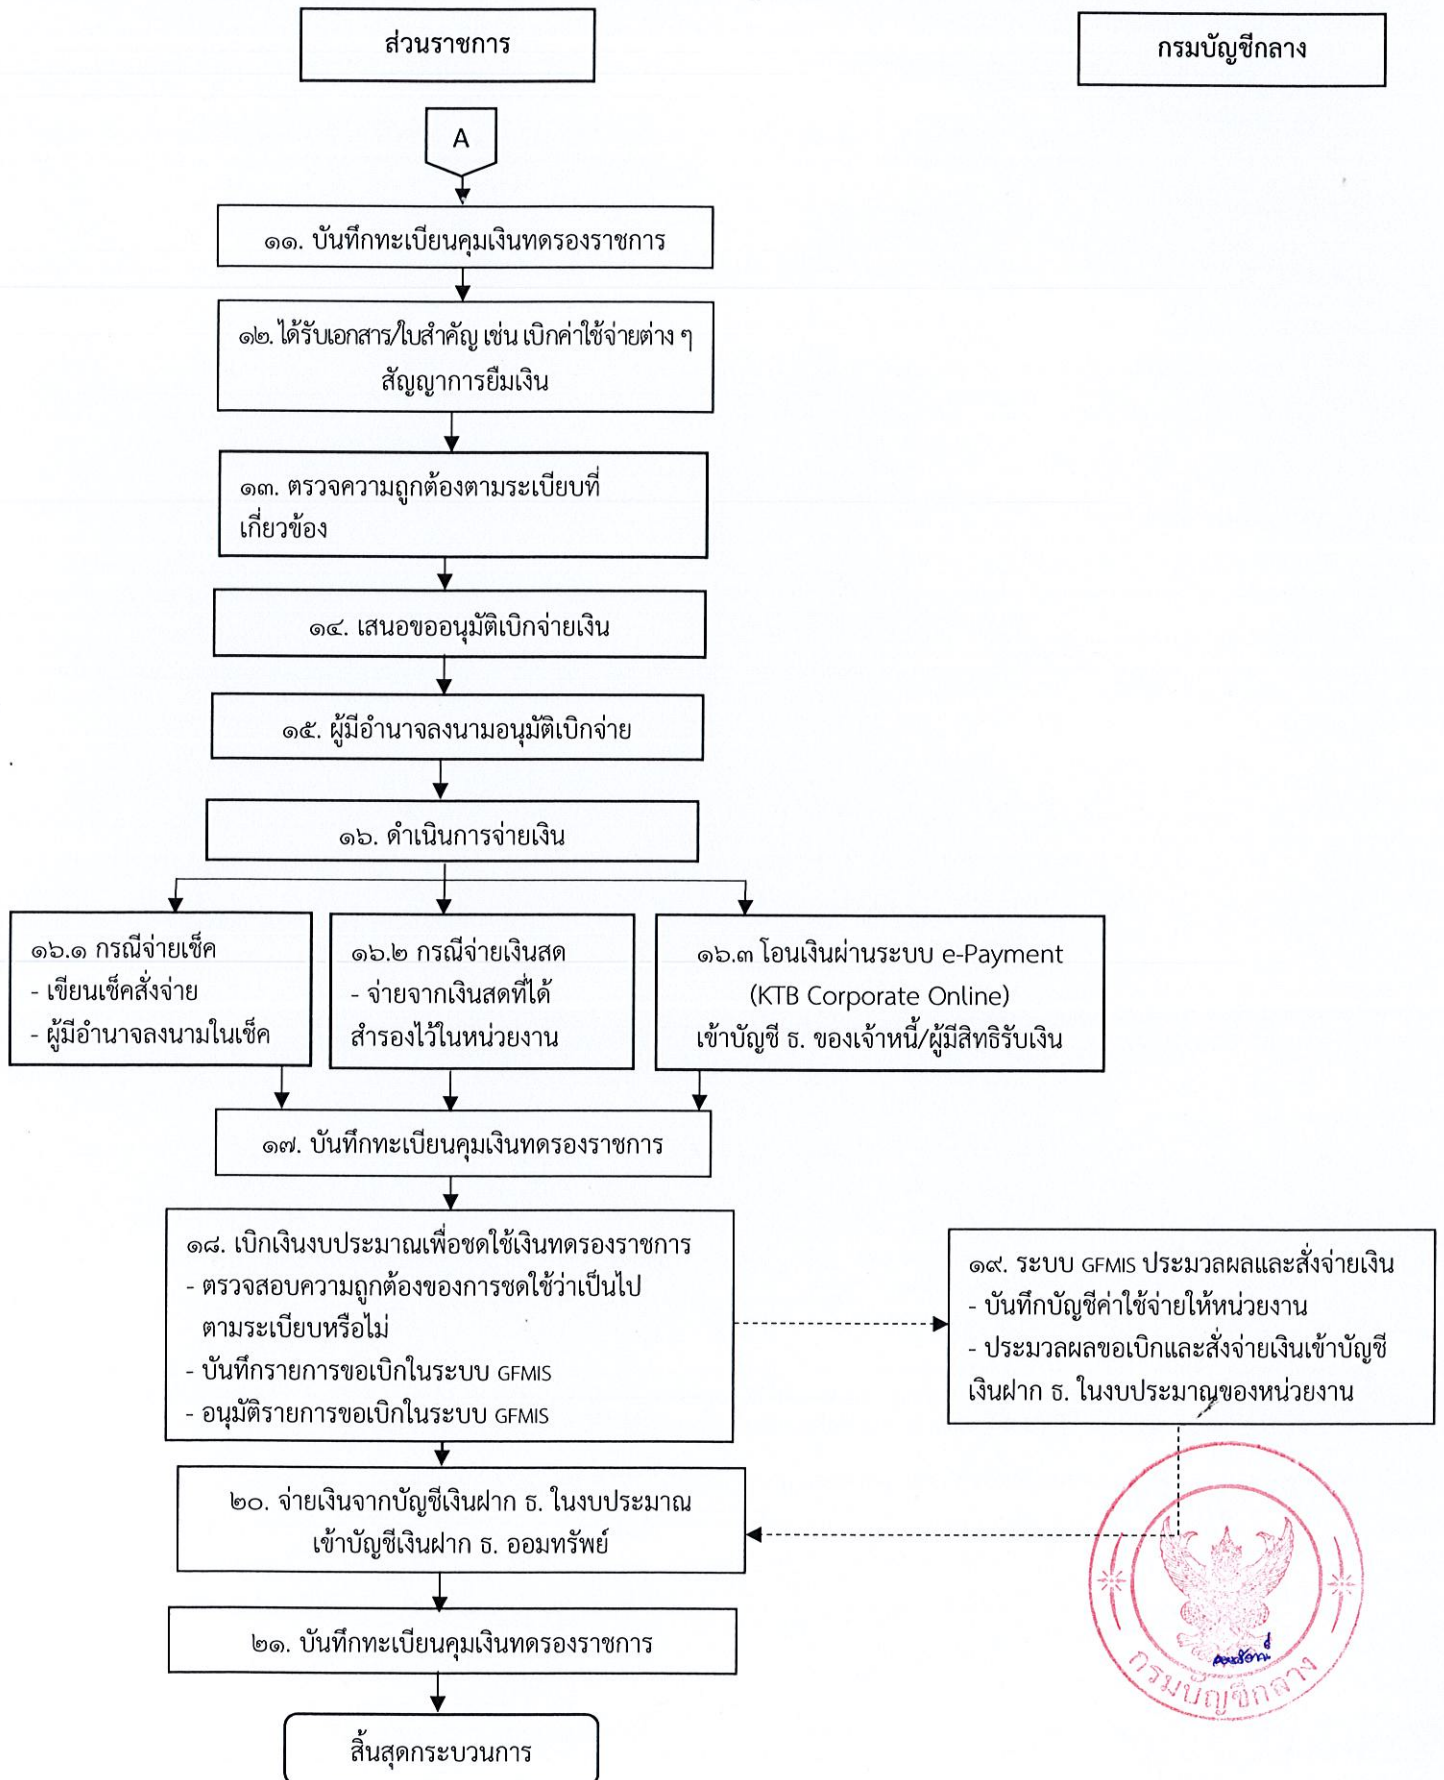 ส่วนราชการ
กรมบัญชีกลาง
A
๑๑. บันทึกทะเบียนคุมเงินทดรองราชการ
๑๒. ได้รับเอกสาร/ใบสำคัญ เช่น เบิกค่าใช้จ่ายต่าง ๆ
สัญญาการยืมเงิน
๑๓. ตรวจความถูกต้องตามระเบียบที่
เกี่ยวข้อง
๑๔. เสนอขออนุมัติเบิกจ่ายเงิน
๑๕. ผู้มีอำนาจลงนามอนุมัติเบิกจ่าย
๑๖. ดำเนินการจ่ายเงิน
๑๖.๑ กรณีจ่ายเช็ค
- เขียนเช็คสั่งจ่าย
- ผู้มีอำนาจลงนามในเช็ค
๑๖.๒ กรณีจ่ายเงินสด
- จ่ายจากเงินสดที่ได้
สำรองไว้ในหน่วยงาน
๑๖.๓ โอนเงินผ่านระบบ e-Payment
(KTB Corporate Online)
เข้าบัญชี ธ. ของเจ้าหนี้/ผู้มีสิทธิรับเงิน
๑๗. บันทึกทะเบียนคุมเงินทดรองราชการ
๑๘. เบิกเงินงบประมาณเพื่อชดใช้เงินทดรองราชการ
- ตรวจสอบความถูกต้องของการชดใช้ว่าเป็นไป
ตามระเบียบหรือไม่
- บันทึกรายการขอเบิกในระบบ GFMIS
- อนุมัติรายการขอเบิกในระบบ GFMIS
๑๙. ระบบ GFMIS ประมวลผลและสั่งจ่ายเงิน
- บันทึกบัญชีค่าใช้จ่ายให้หน่วยงาน
- ประมวลผลขอเบิกและสั่งจ่ายเงินเข้าบัญชี
เงินฝาก ธ. ในงบประมาณของหน่วยงาน
๒๐. จ่ายเงินจากบัญชีเงินฝาก ธ. ในงบประมาณ
เข้าบัญชีเงินฝาก ธ. ออมทรัพย์
๒๑. บันทึกทะเบียนคุมเงินทดรองราชการ
กรมบัญชีกลาง
สิ้นสุดกระบวนการ